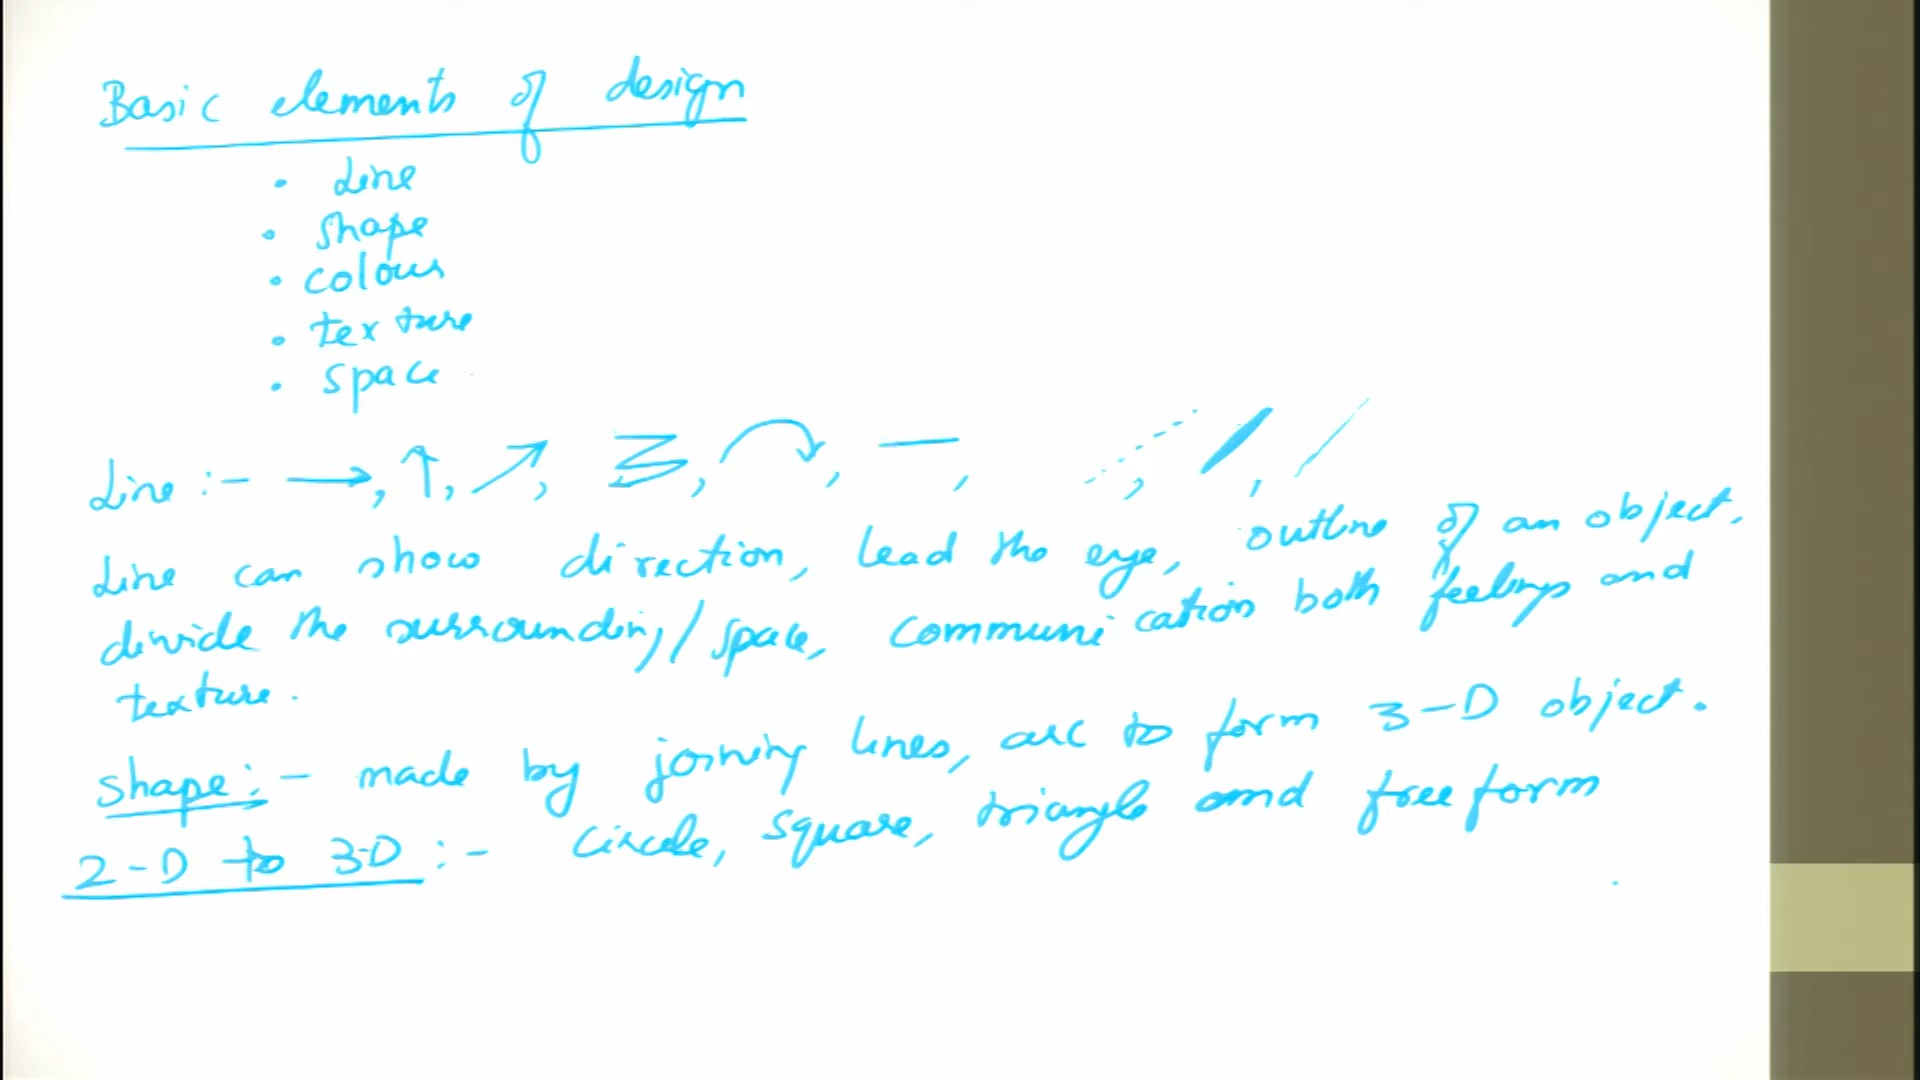 Basic elements of design
• Line
• Shape
• colour
• texture
• space
Line :- →, ↑, ↗, , , —, , ,
Line can show direction, lead the eye, outline of an object,
divide the surrounding/space, communication both feelings and
texture.
Shape :- made by joining lines, arc to form 3-D object.
2-D to 3-D :- circle, square, triangle and freeform